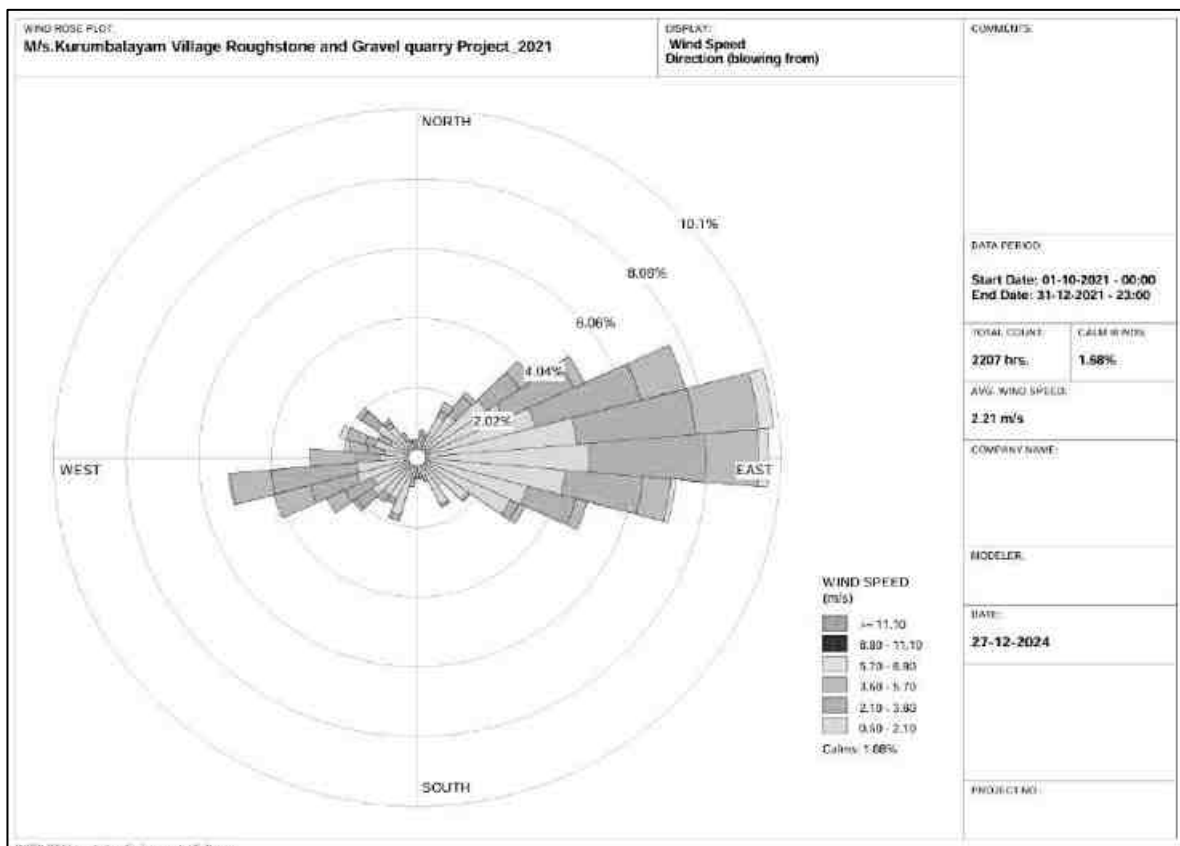 WIND ROSE PLOT:
M/s.Kurumbalayam Village Roughstone and Gravel quarry Project_2021
DISPLAY:
Wind Speed
Direction (blowing from)
COMMENTS:
NORTH
10.1%
8.08%
6.06%
4.04%
2.02%
WEST
EAST
SOUTH
WIND SPEED
(m/s)
>= 11.10
8.80 - 11.10
5.70 - 8.80
3.60 - 5.70
2.10 - 3.60
0.50 - 2.10
Calms: 1.68%
DATA PERIOD:
Start Date: 01-10-2021 - 00:00
End Date: 31-12-2021 - 23:00
TOTAL COUNT:
2207 hrs.
CALM WINDS:
1.68%
AVG. WIND SPEED:
2.21 m/s
COMPANY NAME:
MODELER:
DATE:
27-12-2024
PROJECT NO.: